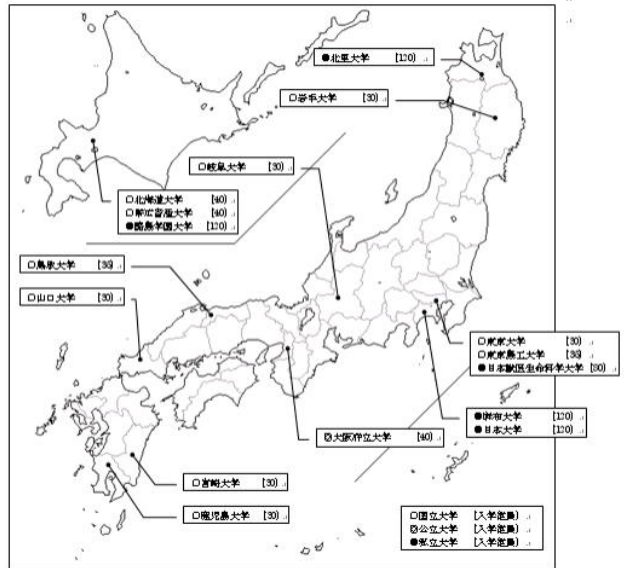 ●北里大学 [120]
○岩手大学 [30]
○岐阜大学 [30]
○北海道大学 [40]
○帯広畜産大学 [40]
●酪農学園大学 [120]
○鳥取大学 [35]
○山口大学 [30]
○東京大学 [30]
○東京農工大学 [35]
●日本獣医生命科学大学 [80]
●麻布大学 [120]
●日本大学 [120]
◎大阪府立大学 [40]
○宮崎大学 [30]
○鹿児島大学 [30]
○国立大学 [入学定員]
◎公立大学 [入学定員]
●私立大学 [入学定員]